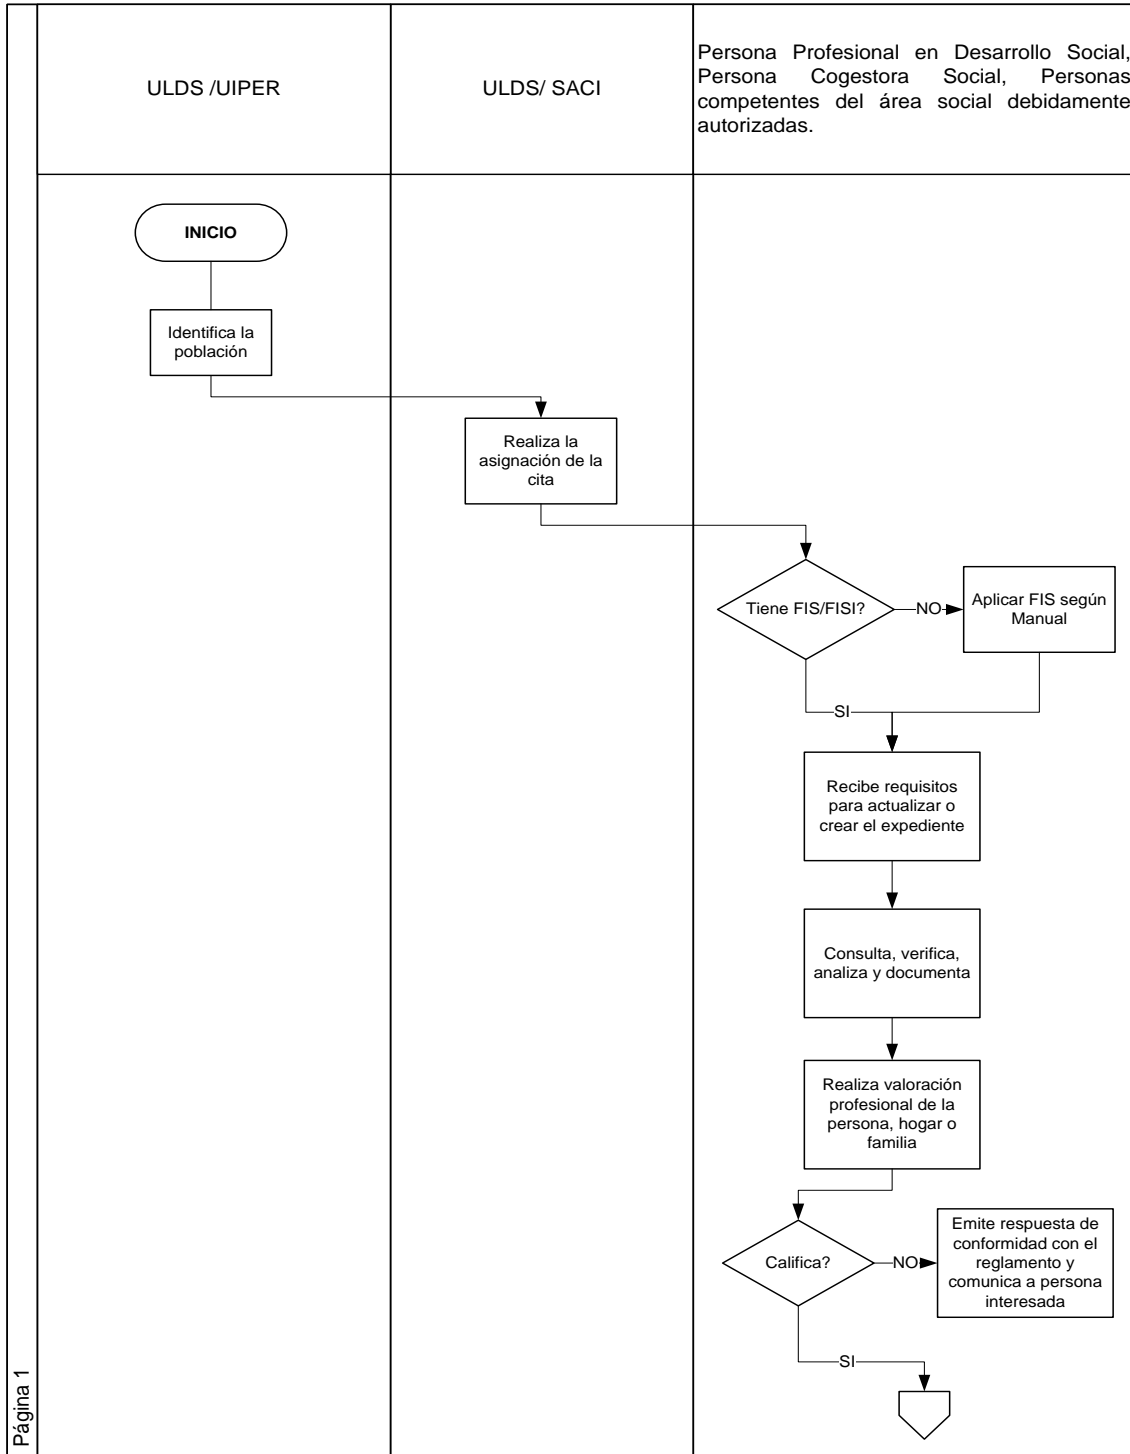 ULDS /UIPER
ULDS/ SACI
Persona Profesional en Desarrollo Social,
Persona Cogestora Social, Personas
competentes del área social debidamente
autorizadas.
INICIO
Identifica la
población
Realiza la
asignación de la
cita
Tiene FIS/FISI?
NO
Aplicar FIS según
Manual
SI
Recibe requisitos
para actualizar o
crear el expediente
Consulta, verifica,
analiza y documenta
Realiza valoración
profesional de la
persona, hogar o
familia
Califica?
NO
Emite respuesta de
conformidad con el
reglamento y
comunica a persona
interesada
SI
Página 1